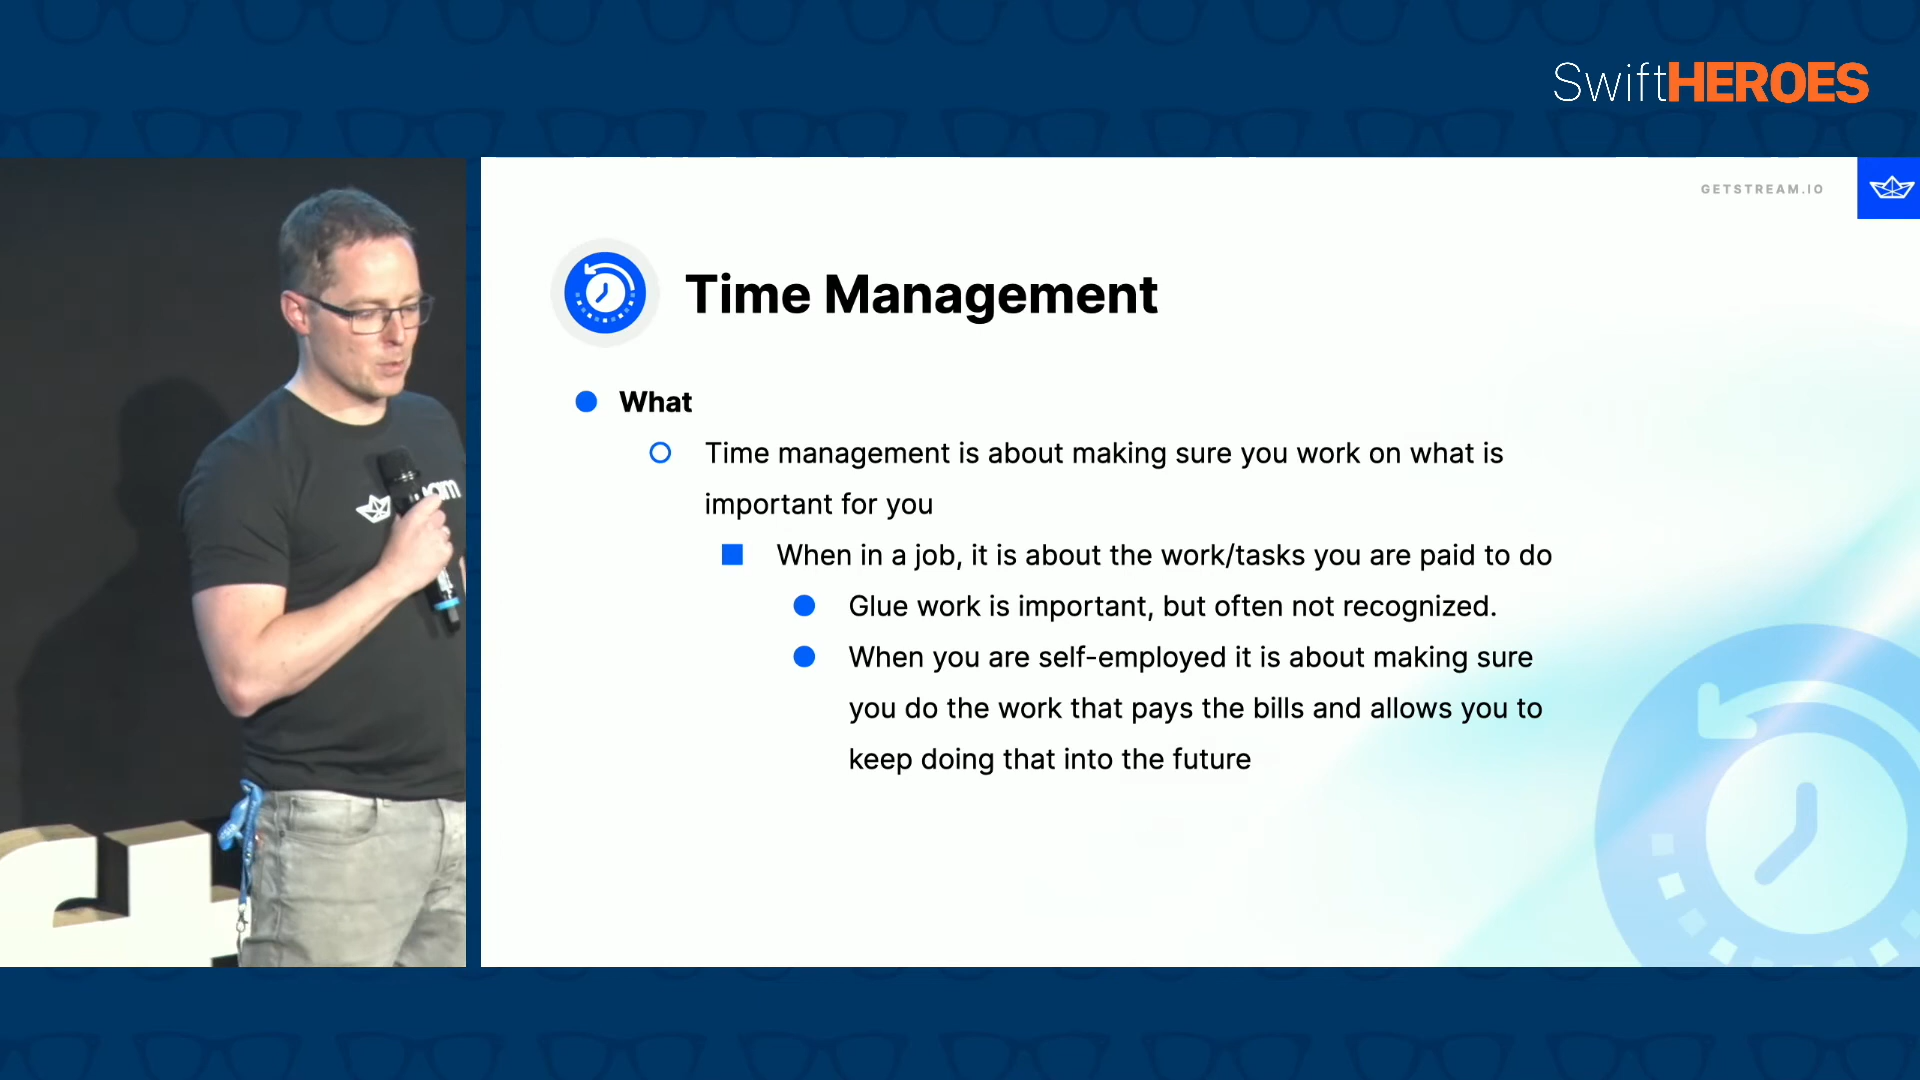 SwiftHEROES
GETSTREAM.IO
Time Management
What
Time management is about making sure you work on what is
important for you
When in a job, it is about the work/tasks you are paid to do
Glue work is important, but often not recognized.
When you are self-employed it is about making sure
you do the work that pays the bills and allows you to
keep doing that into the future